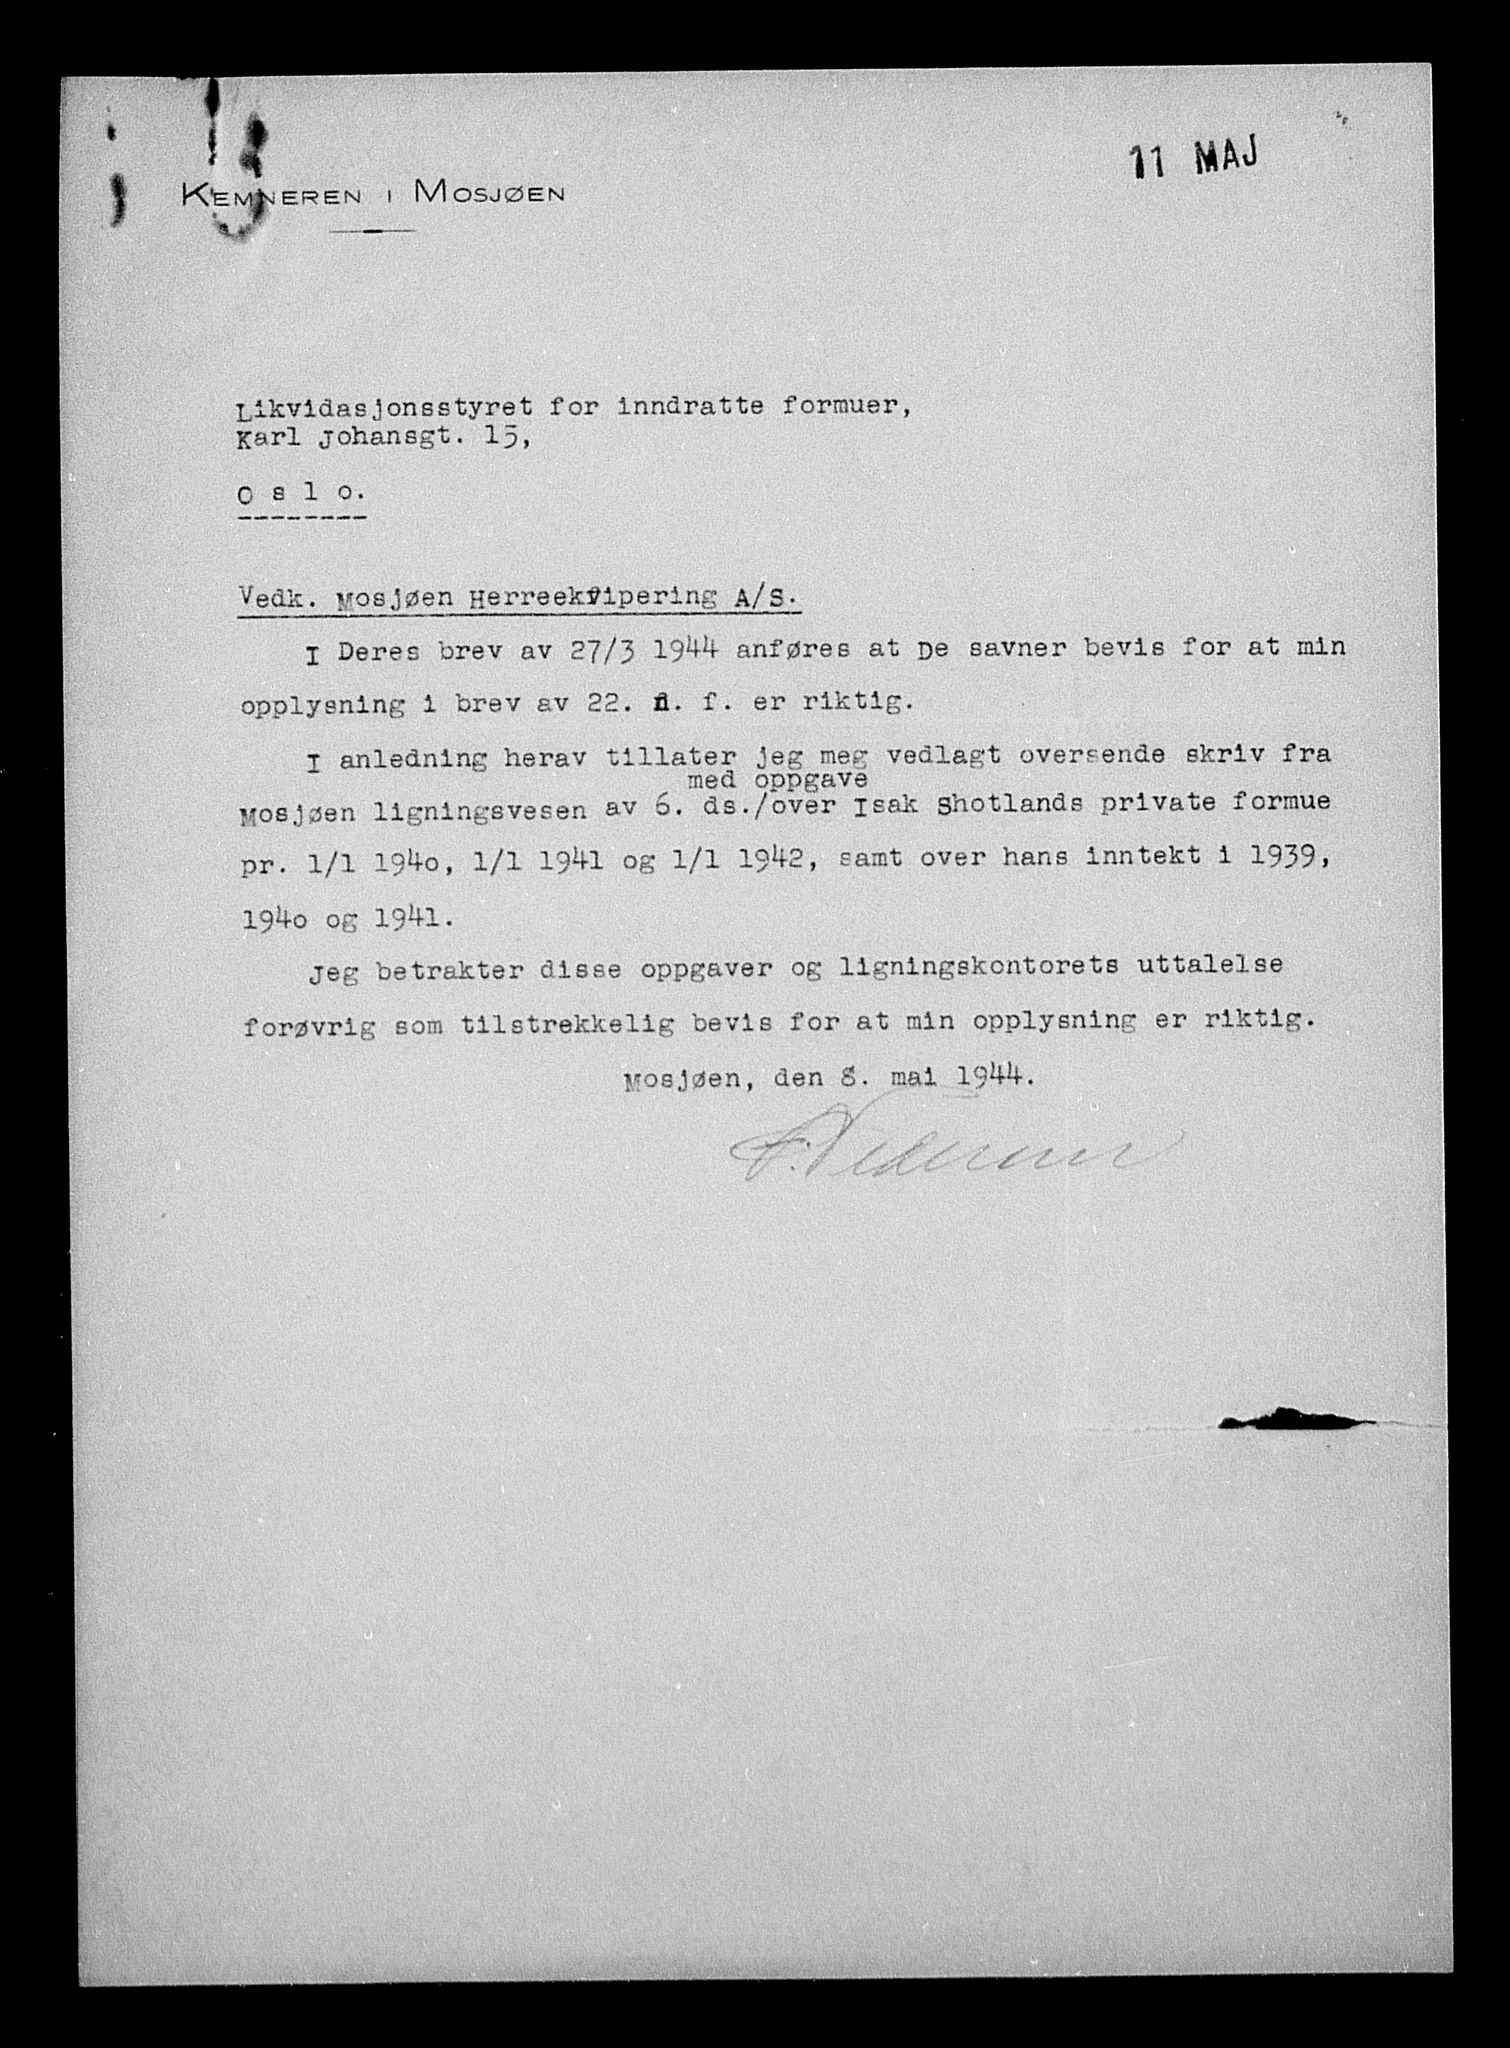 11 MAJ
KEMNEREN I MOSJØEN
Likvidasjonsstyret for inndratte formuer,
Karl Johansgt. 15,
O s l o.
Vedk. Mosjøen Herreekvipering A/S.
I Deres brev av 27/3 1944 anføres at De savner bevis for at min
opplysning i brev av 22. n. f. er riktig.
I anledning herav tillater jeg meg vedlagt oversende skriv fra
med oppgave
Mosjøen ligningsvesen av 6. ds./over Isak Shotlands private formue
pr. 1/1 1940, 1/1 1941 og 1/1 1942, samt over hans inntekt i 1939,
1940 og 1941.
Jeg betrakter disse oppgaver og ligningskontorets uttalelse
forøvrig som tilstrekkelig bevis for at min opplysning er riktig.
Mosjøen, den 8. mai 1944.